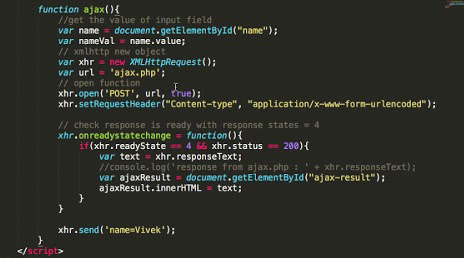 function ajax(){
//get the value of input field
var name = document.getElementById("name");
var nameVal = name.value;
// xmlhttp new object
var xhr = new XMLHttpRequest();
var url = 'ajax.php';
// open function
xhr.open('POST', url, true);
xhr.setRequestHeader("Content-type", "application/x-www-form-urlencoded");
// check response is ready with response states = 4
xhr.onreadystatechange = function(){
if(xhr.readyState == 4 && xhr.status == 200){
var text = xhr.responseText;
//console.log('response from ajax.php : ' + xhr.responseText);
var ajaxResult = document.getElementById("ajax-result");
ajaxResult.innerHTML = text;
}
}
xhr.send('name=Vivek');
}
</script>